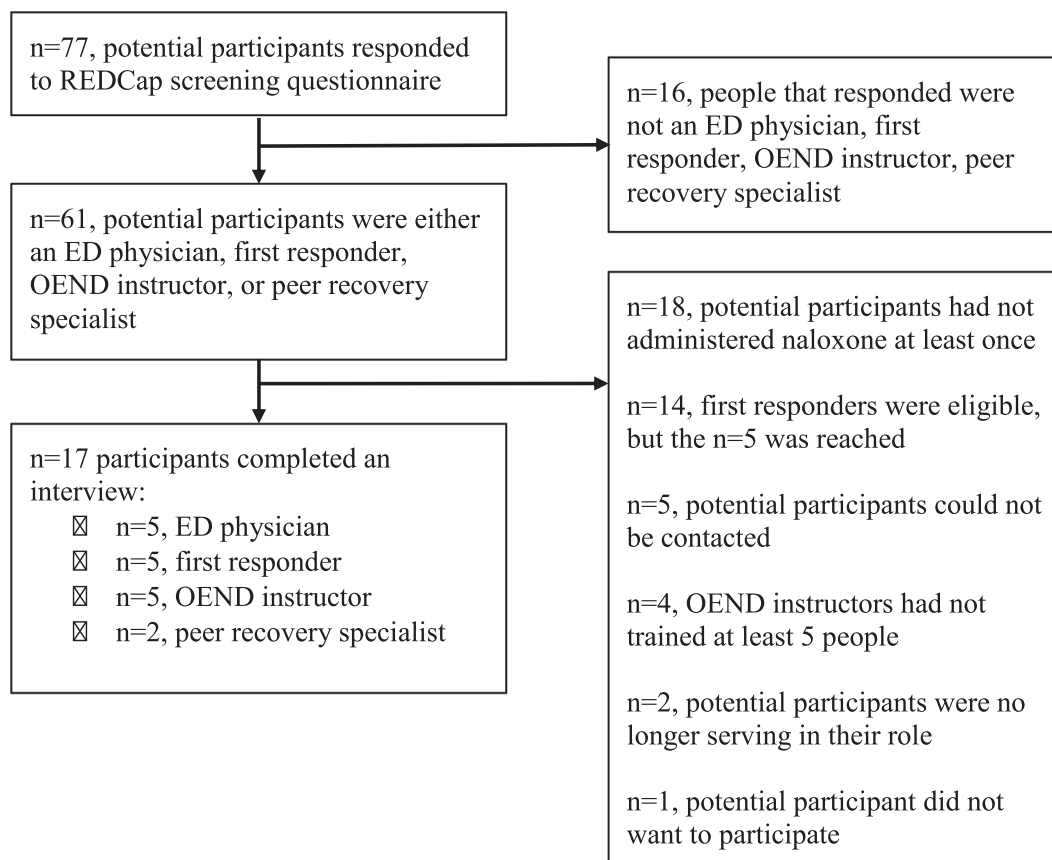 n=77, potential participants responded
to REDCap screening questionnaire
n=16, people that responded were
not an ED physician, first
responder, OEND instructor, peer
recovery specialist
n=61, potential participants were either
an ED physician, first responder,
OEND instructor, or peer recovery
specialist
n=18, potential participants had not
administered naloxone at least once
n=14, first responders were eligible,
but the n=5 was reached
n=5, potential participants could not
be contacted
n=4, OEND instructors had not
trained at least 5 people
n=2, potential participants were no
longer serving in their role
n=1, potential participant did not
want to participate
n=17 participants completed an
interview:
n=5, ED physician
n=5, first responder
n=5, OEND instructor
n=2, peer recovery specialist